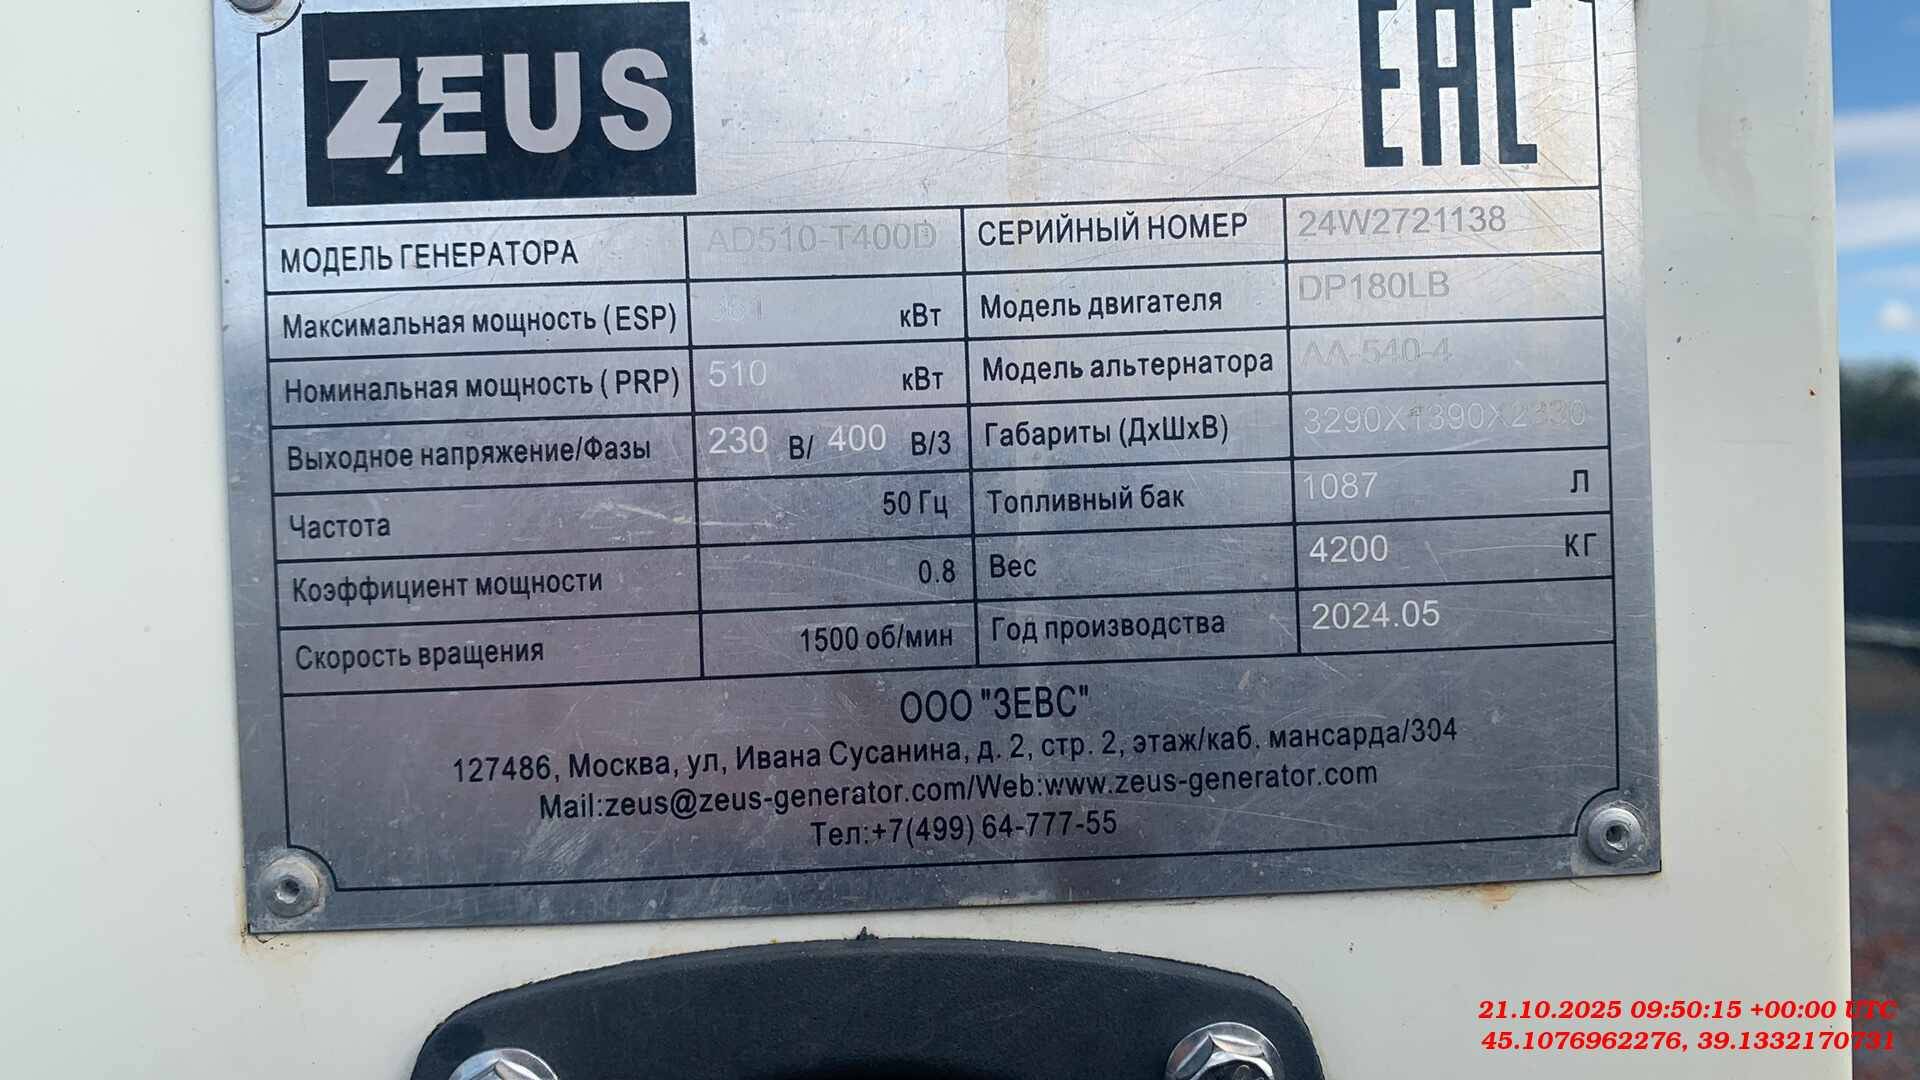 ZEUS
EAC
МОДЕЛЬ ГЕНЕРАТОРА AD510-T400D СЕРИЙНЫЙ НОМЕР 24W2721138
Максимальная мощность (ESP) кВт Модель двигателя DP180LB
Номинальная мощность ( PRP) 510 кВт Модель альтернатора AA-540-4
Выходное напряжение/Фазы 230 В/ 400 В/3 Габариты (ДхШхВ) 3290X1390X2330
Частота 50 Гц Топливный бак 1087 Л
Коэффициент мощности 0.8 Вес 4200 КГ
Скорость вращения 1500 об/мин Год производства 2024.05
ООО "ЗЕВС"
127486, Москва, ул, Ивана Сусанина, д. 2, стр. 2, этаж/каб. мансарда/304
Mail:zeus@zeus-generator.com/Web:www.zeus-generator.com
Тел:+7(499) 64-777-55
21.10.2025 09:50:15 +00:00 UTC
45.1076962276, 39.1332170731